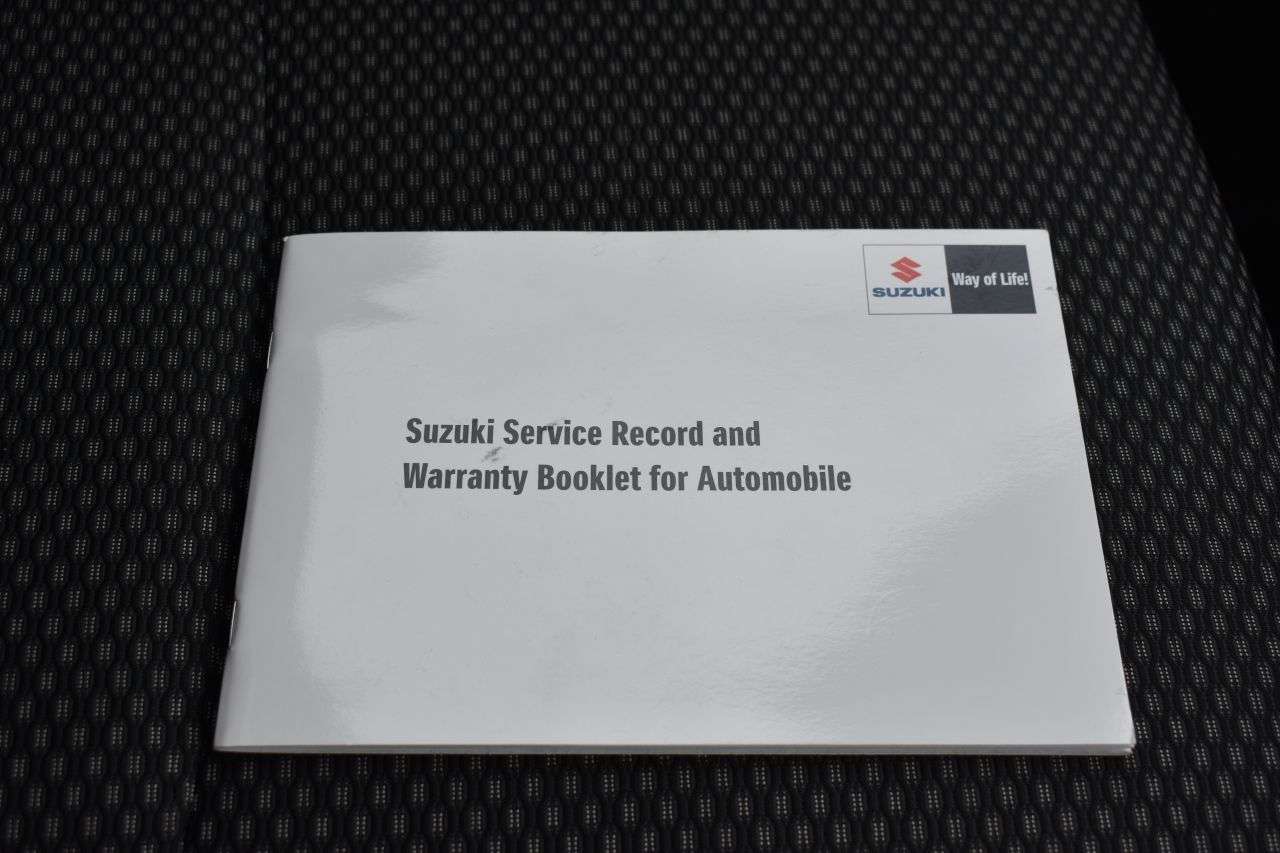 SUZUKI
Way of Life!
Suzuki Service Record and
Warranty Booklet for Automobile